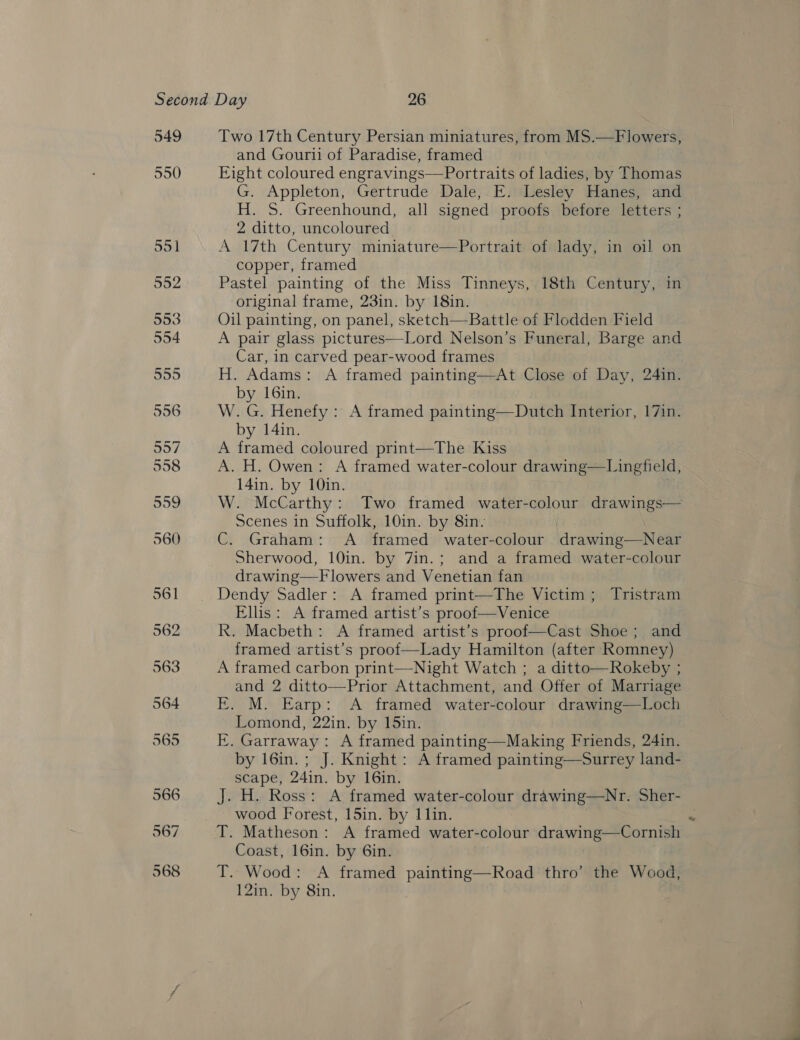 Second Day 26
549 Two 17th Century Persian miniatures, from MS.—Flowers,
and Gourii of Paradise, framed
550 Eight coloured engravings—Portraits of ladies, by Thomas
G. Appleton, Gertrude Dale, E. Lesley Hanes, and
H. S. Greenhound, all signed proofs before letters ;
2 ditto, uncoloured
551 A 17th Century miniature—Portrait of lady, in oil on
copper, framed
552 Pastel painting of the Miss Tinneys, 18th Century, in
original frame, 23in. by 18in.
553 Oil painting, on panel, sketch—Battle of Flodden Field
554 A pair glass pictures—Lord Nelson's Funeral, Barge and
Car, in carved pear-wood frames
555 H. Adams : A framed painting—At Close of Day, 24in.
by 16in.
556 W. G. Henefy : A framed painting—Dutch Interior, 17in.
by 14in.
557 A framed coloured print—The Kiss
558 A. H. Owen : A framed water-colour drawing—Lingfield,
14in. by 10in.
559 W. McCarthy : Two framed water-colour drawings—
Scenes in Suffolk, 10in. by 8in.
560 C. Graham : A framed water-colour drawing—Near
Sherwood, 10in. by 7in. ; and a framed water-colour
drawing—Flowers and Venetian fan
561 Dendy Sadler : A framed print—The Victim ; Tristram
Ellis : A framed artist's proof—Venice
562 R. Macbeth : A framed artist's proof—Cast Shoe ; and
framed artist's proof—Lady Hamilton (after Romney)
563 A framed carbon print—Night Watch ; a ditto—Rokeby ;
and 2 ditto—Prior Attachment, and Offer of Marriage
564 E. M. Earp : A framed water-colour drawing—Loch
Lomond, 22in. by 15in.
565 E. Garraway : A framed painting—Making Friends, 24in.
by 16in. ; J. Knight : A framed painting—Surrey land-
scape, 24in. by 16in.
566 J. H. Ross : A framed water-colour drawing—Nr. Sher-
wood Forest, 15in. by 11in.
567 T. Matheson : A framed water-colour drawing—Cornish
Coast, 16in. by 6in.
568 T. Wood : A framed painting—Road thro' the Wood,
12in. by 8in.